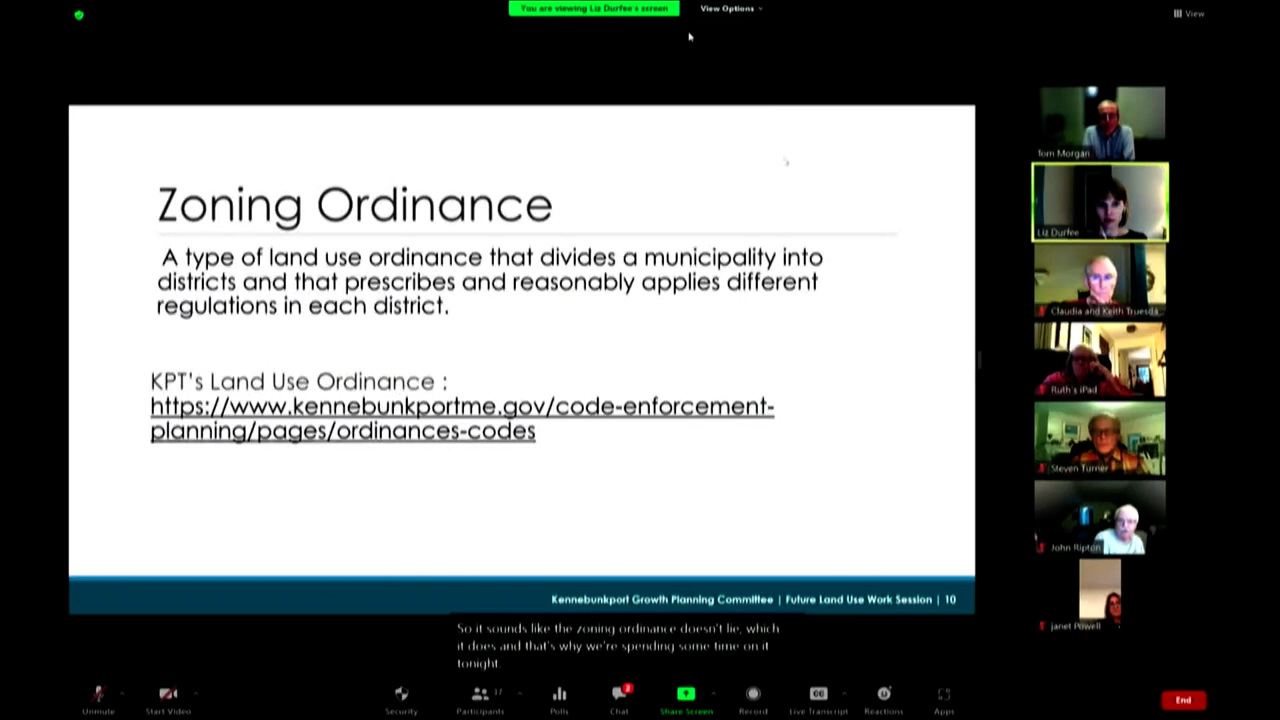 You are viewing Liz Durfee's screen
View Options
View
Zoning Ordinance
A type of land use ordinance that divides a municipality into
districts and that prescribes and reasonably applies different
regulations in each district.
KPT's Land Use Ordinance :
https://www.kennebunkportme.gov/code-enforcement-
planning/pages/ordinances-codes
Kennebunkport Growth Planning Committee | Future Land Use Work Session | 10
Tom Morgan
Liz Durfee
Claudia and Keith Truesda
Ruth's iPad
Steven Turner
John Ripton
Janet Powell
So it sounds like the zoning ordinance doesn't lie, which
it does and that's why we're spending some time on it
tonight.
Unmute
Start Video
Security
Participants
17
Polls
Chat
Share Screen
Record
CC
Live Transcript
Reactions
Apps
End